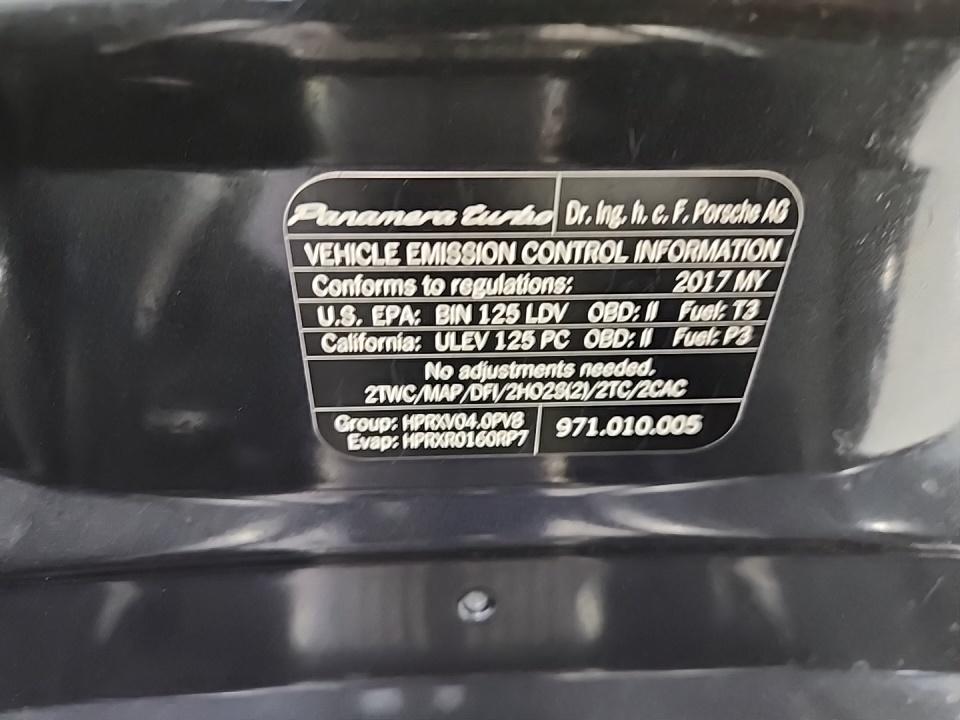 Panamera turbo Dr. Ing. h. c. F. Porsche AG
VEHICLE EMISSION CONTROL INFORMATION
Conforms to regulations: 2017 MY
U.S. EPA: BIN 125 LDV OBD: II Fuel: T3
California: ULEV 125 PC OBD: II Fuel: P3
No adjustments needed.
2TWC/MAP/DFI/2HO2S(2)/2TC/2CAC
Group: HPRXV04.0PV8
Evap: HPRXR0160RP7
971.010.005